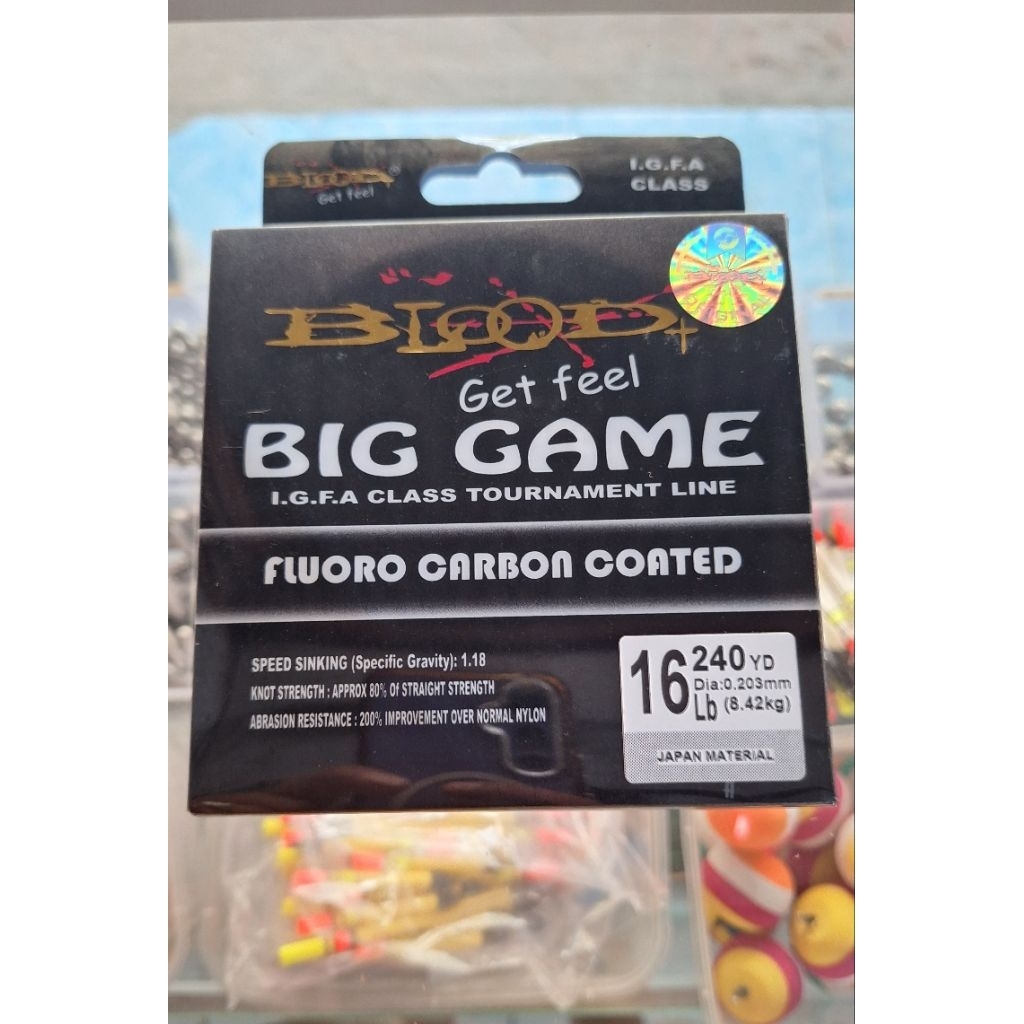 BLOOD®
Get feel
I.G.F.A
CLASS
BLOOD+
Get feel
BIG GAME
I.G.F.A CLASS TOURNAMENT LINE
FLUORO CARBON COATED
SPEED SINKING (Specific Gravity): 1.18
KNOT STRENGTH : APPROX 80% OF STRAIGHT STRENGTH
ABRASION RESISTANCE : 200% IMPROVEMENT OVER NORMAL NYLON
16 Lb
240 YD
Dia:0.203mm
(8.42kg)
JAPAN MATERIAL